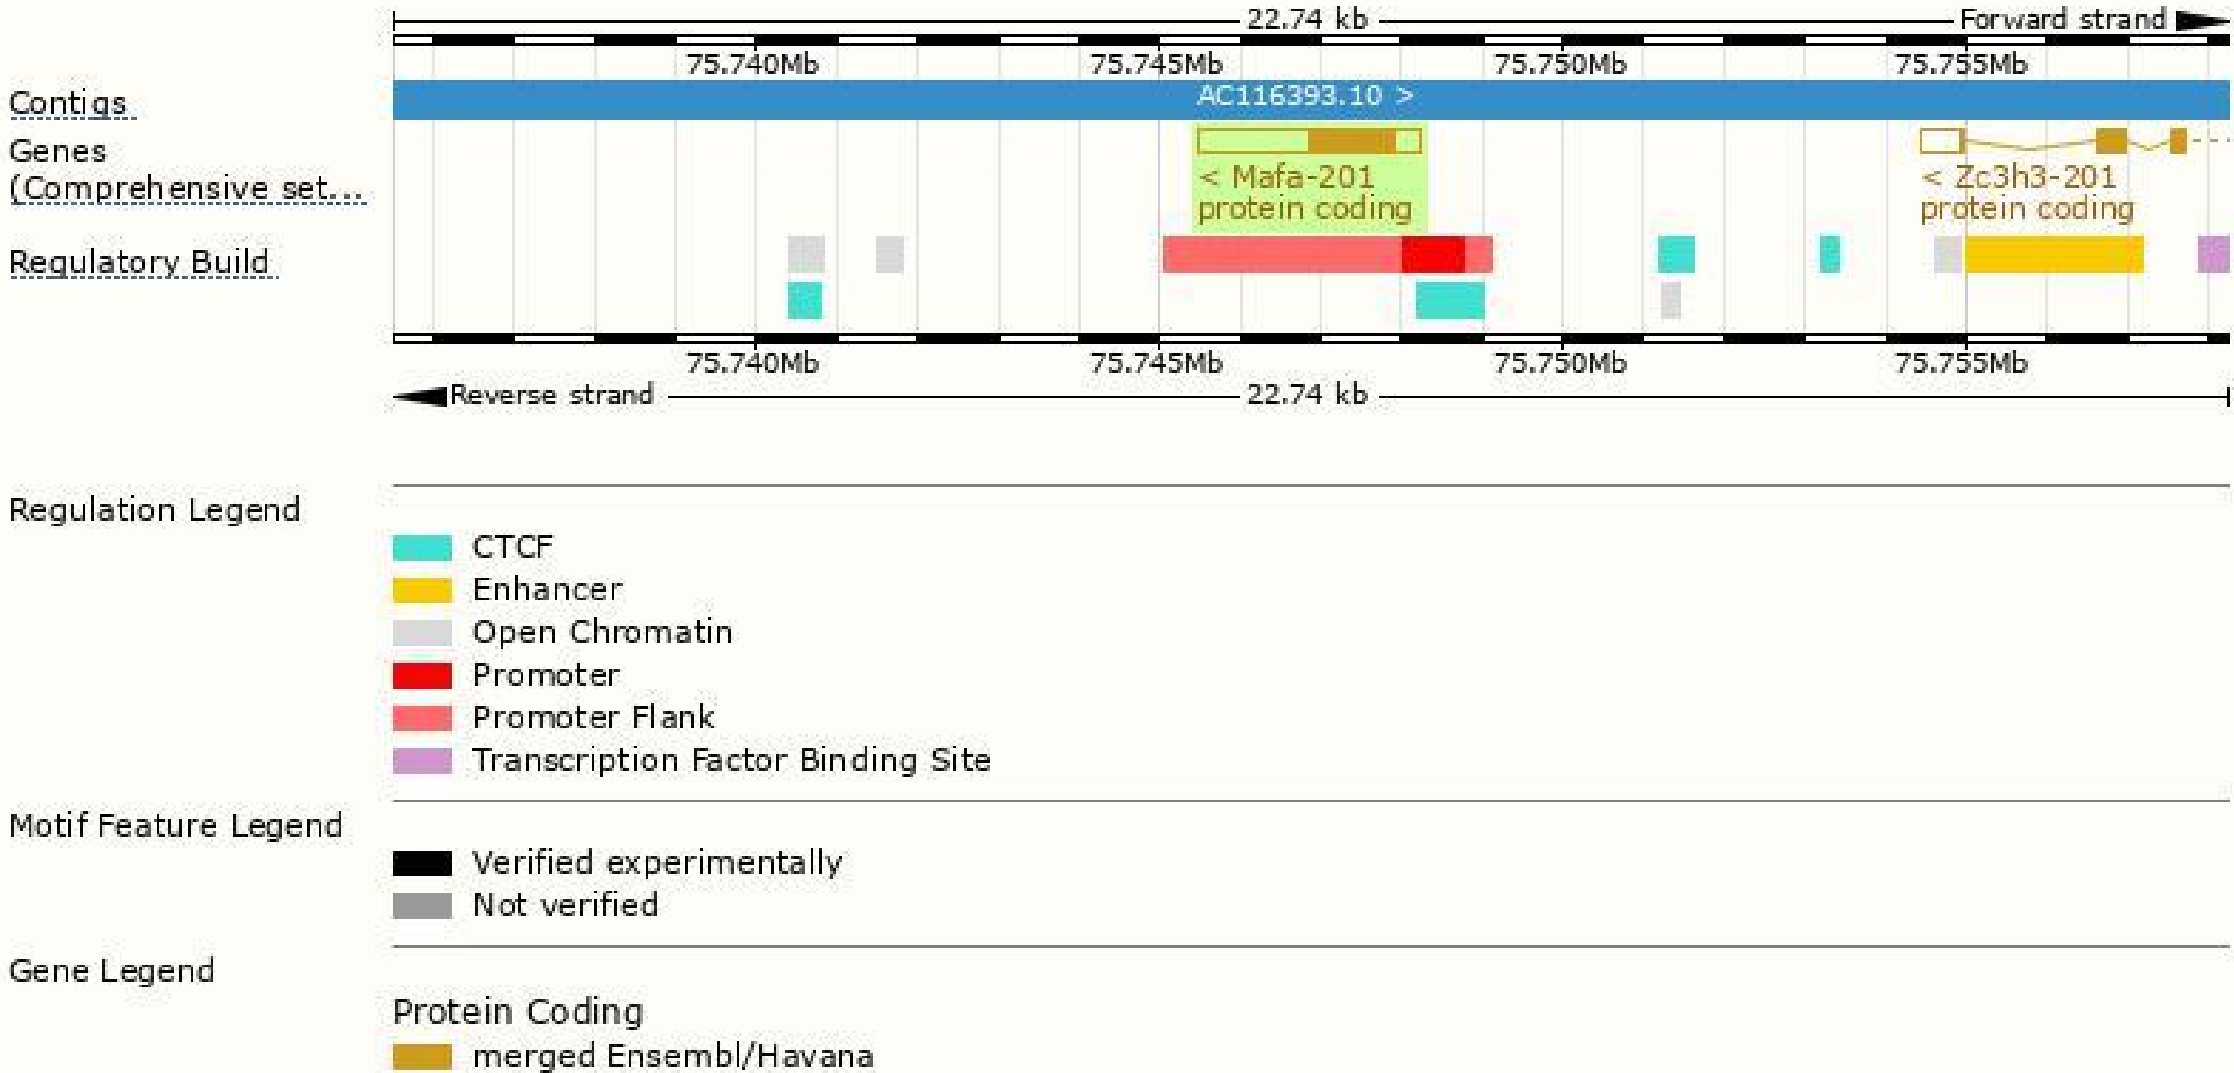 22.74 kb Forward strand
75.740Mb 75.745Mb 75.750Mb 75.755Mb
Contigs AC116393.10 >
Genes
(Comprehensive set...
< Mafa-201
protein coding
< Zc3h3-201
protein coding
Regulatory Build
75.740Mb 75.745Mb 75.750Mb 75.755Mb
Reverse strand 22.74 kb
Regulation Legend
CTCF
Enhancer
Open Chromatin
Promoter
Promoter Flank
Transcription Factor Binding Site
Motif Feature Legend
Verified experimentally
Not verified
Gene Legend
Protein Coding
merged Ensembl/Havana